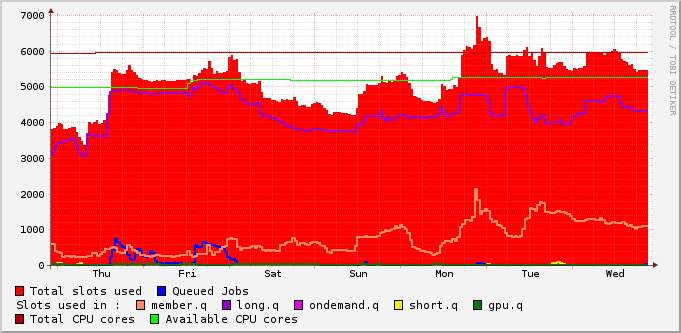 7000
6000
5000
4000
3000
2000
1000
0
Thu Fri Sat Sun Mon Tue Wed
RRDTOOL / TOBI OETIKER
Total slots used Queued Jobs
Slots used in : member.q long.q ondemand.q short.q gpu.q
Total CPU cores Available CPU cores